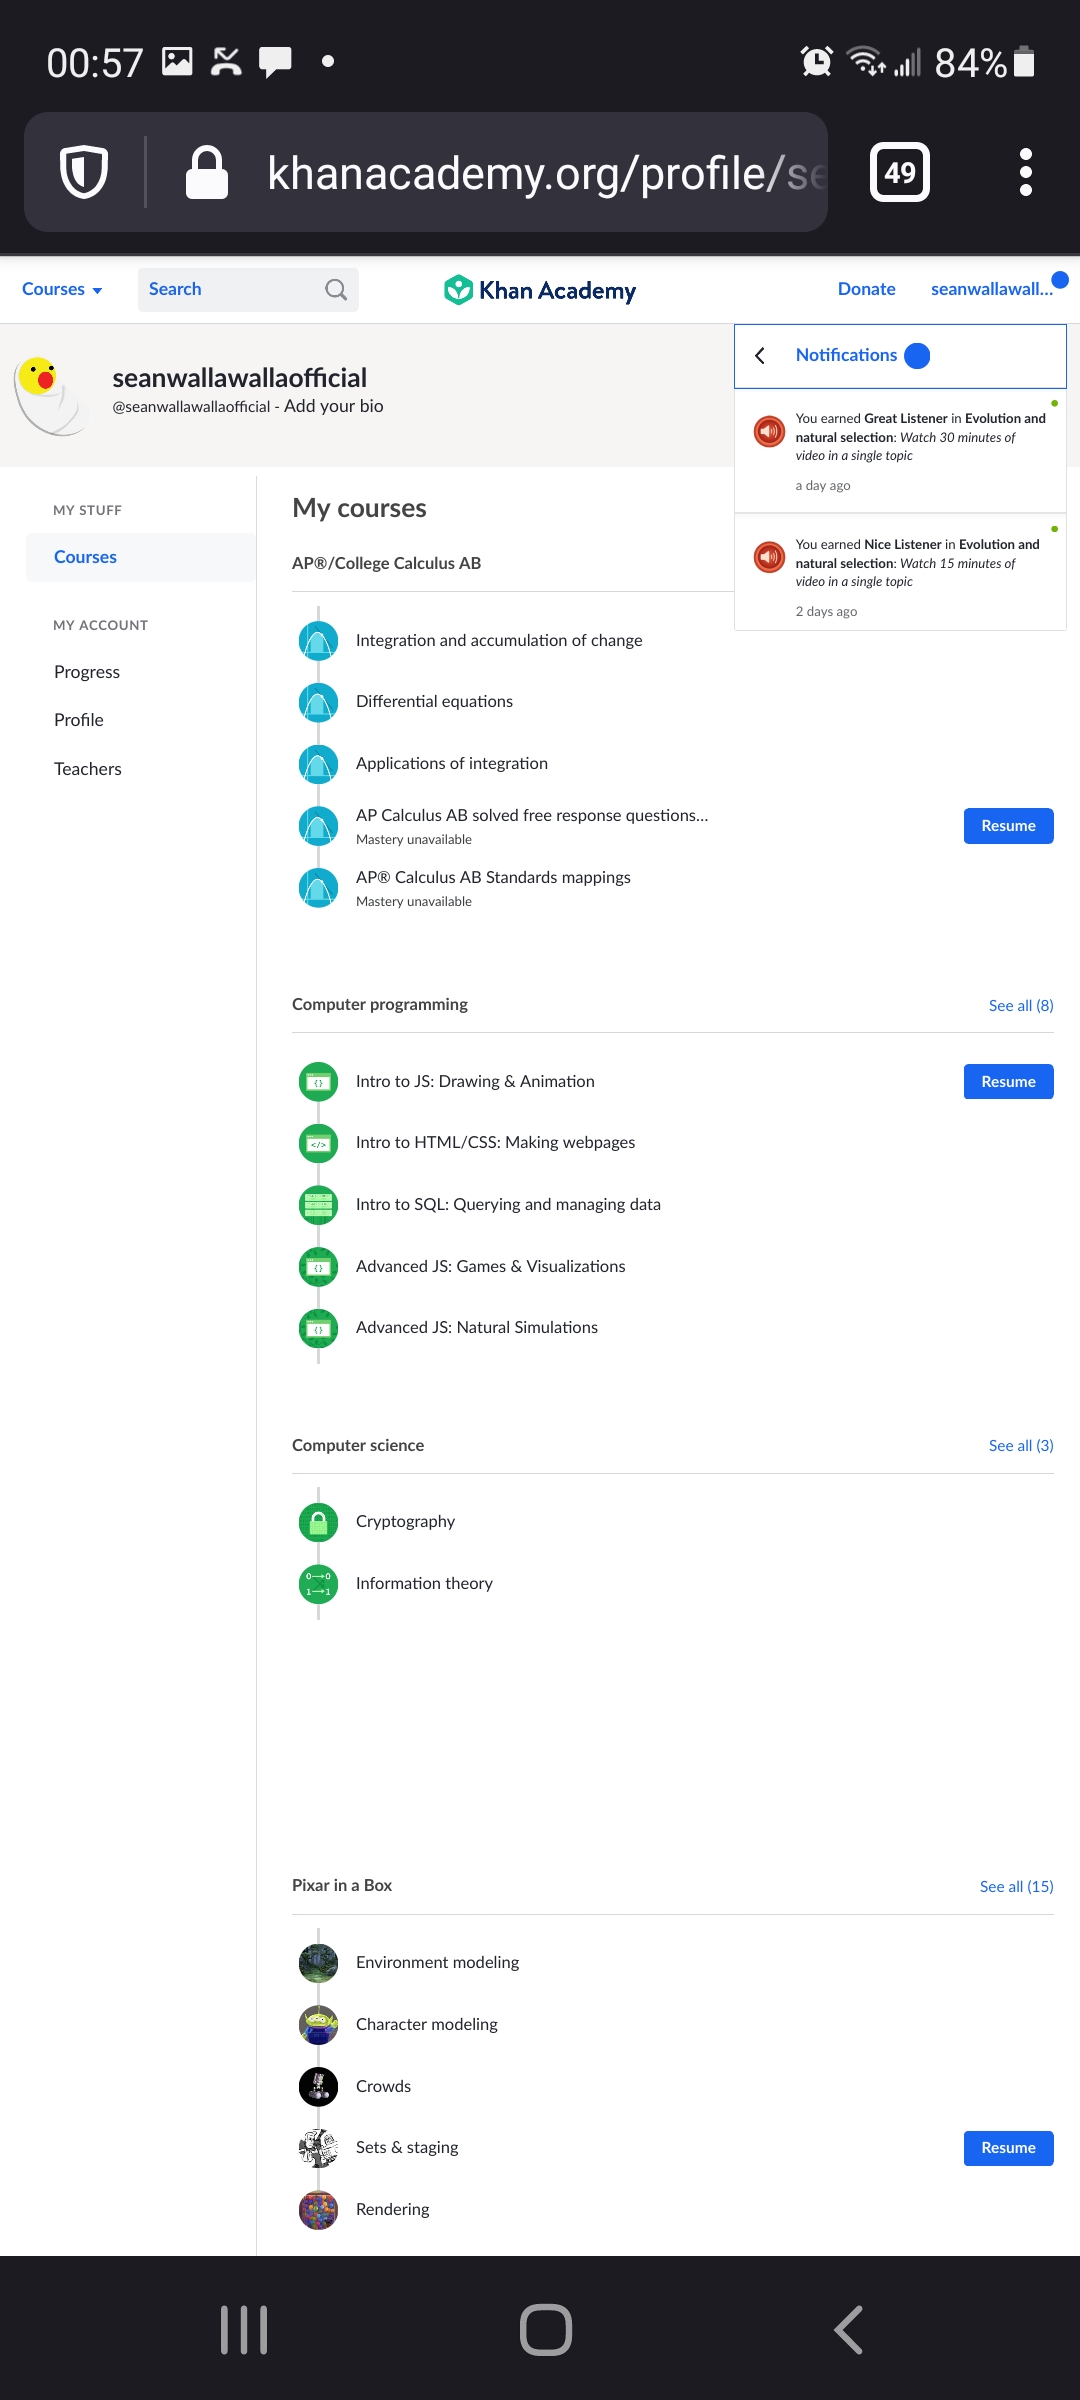 00:57
84%
khanacademy.org/profile/se
49
Courses
Search
Khan Academy
Donate
seanwallawall...
seanwallawallaofficial
@seanwallawallaofficial - Add your bio
Notifications
You earned Great Listener in Evolution and
natural selection: Watch 30 minutes of
video in a single topic
a day ago
You earned Nice Listener in Evolution and
natural selection: Watch 15 minutes of
video in a single topic
2 days ago
MY STUFF
Courses
MY ACCOUNT
Progress
Profile
Teachers
My courses
AP®/College Calculus AB
Integration and accumulation of change
Differential equations
Applications of integration
AP Calculus AB solved free response questions...
Mastery unavailable
Resume
AP® Calculus AB Standards mappings
Mastery unavailable
Computer programming
See all (8)
Intro to JS: Drawing & Animation
Resume
Intro to HTML/CSS: Making webpages
Intro to SQL: Querying and managing data
Advanced JS: Games & Visualizations
Advanced JS: Natural Simulations
Computer science
See all (3)
Cryptography
Information theory
Pixar in a Box
See all (15)
Environment modeling
Character modeling
Crowds
Sets & staging
Resume
Rendering